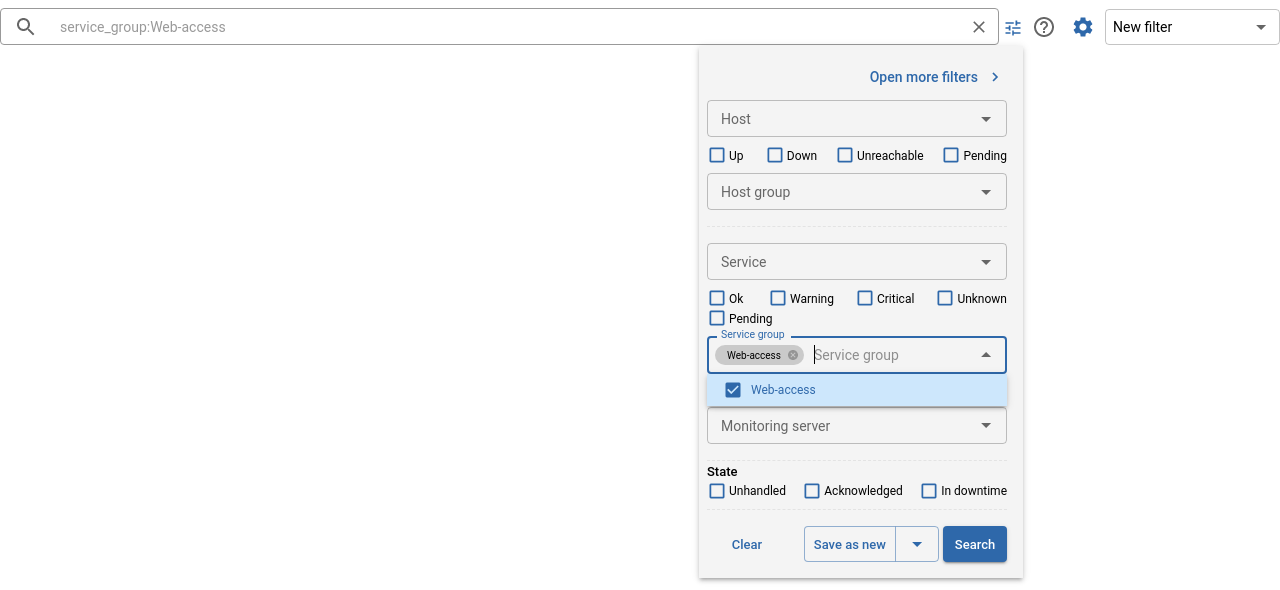 service_group:Web-access
New filter
Open more filters
Host
Up Down Unreachable Pending
Host group
Service
Ok Warning Critical Unknown
Pending
Service group
Web-access Service group
Web-access
Monitoring server
State
Unhandled Acknowledged In downtime
Clear Save as new Search